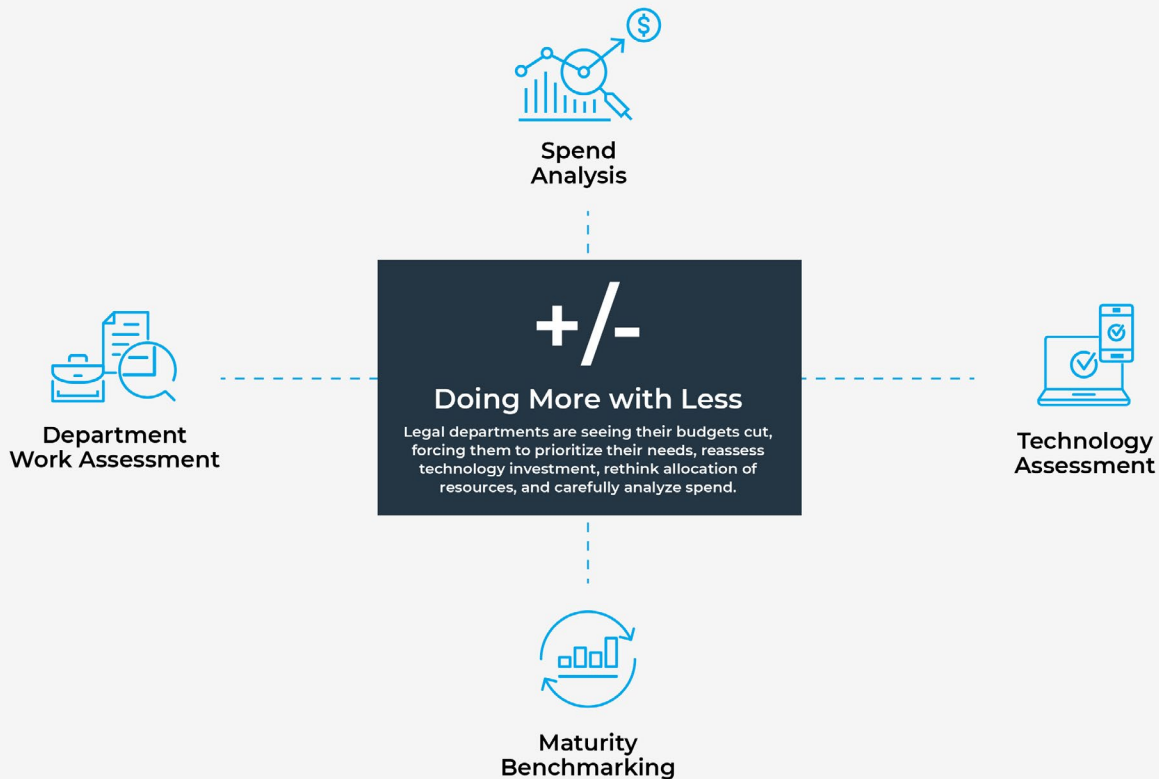 $
Spend
Analysis
+/-
Doing More with Less
Legal departments are seeing their budgets cut,
forcing them to prioritize their needs, reassess
technology investment, rethink allocation of
resources, and carefully analyze spend.
Department
Work Assessment
Technology
Assessment
Maturity
Benchmarking